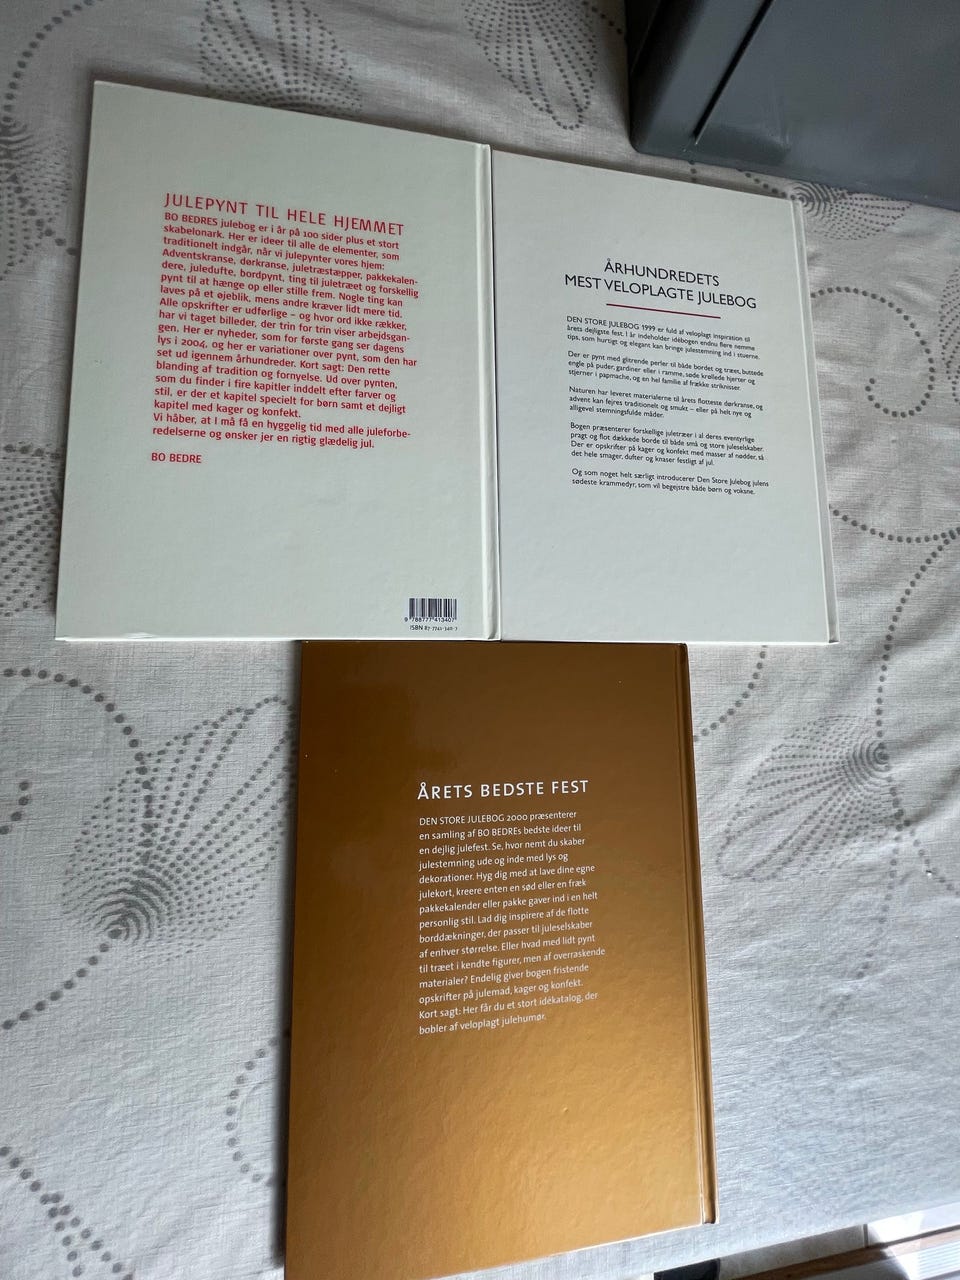 JULEPYNT TIL HELE HJEMMET
BO BEDRES julebog er i år på 100 sider plus et stort
skabelonark. Her er ideer til alle de elementer, som
traditionelt indgår, når vi julepynter vores hjem:
Adventskranse, dørkranse, juletræstæpper, pakkekalen-
dere, juledufte, bordpynt, ting til juletræet og forskellig
pynt til at hænge op eller stille frem. Nogle ting kan
laves på et øjeblik, mens andre kræver lidt mere tid.
Alle opskrifter er udførlige – og hvor ord ikke rækker,
har vi taget billeder, der trin for trin viser arbejdsgan-
gen. Her er nyheder, som for første gang ser dagens
lys i 2004, og her er variationer over pynt, som den har
set ud igennem århundreder. Kort sagt: Den rette
blanding af tradition og fornyelse. Ud over pynten,
som du finder i fire kapitler inddelt efter farver og
stil, er der et kapitel specielt for børn samt et dejligt
kapitel med kager og konfekt.
Vi håber, at I må få en hyggelig tid med alle juleforbe-
redelserne og ønsker jer en rigtig glædelig jul.
BO BEDRE
9 788777 413407
ISBN 87-7741-340-7
ÅRHUNDREDETS
MEST VELOPLAGTE JULEBOG
DEN STORE JULEBOG 1999 er fuld af veloplagt inspiration til
årets dejligste fest. I år indeholder idébogen endnu flere nemme
tips, som hurtigt og elegant kan bringe julestemning ind i stuerne.
Der er pynt med glitrende perler til både bordet og træet, buttede
engle på puder, gardiner eller i ramme, søde krøllede hjerter og
stjerner i papmache, og en hel familie af frække striknisser.
Naturen har leveret materialerne til årets flotteste dørkranse, og
advent kan fejres traditionelt og smukt – eller på helt nye og
alligevel stemningsfulde måder.
Bogen præsenterer forskellige juletræer i al deres eventyrlige
pragt og flot dækkede borde til både små og store juleselskaber.
Der er opskrifter på kager og konfekt med masser af nødder, så
det hele smager, dufter og knaser festligt af jul.
Og som noget helt særligt introducerer Den Store Julebog julens
sødeste krammedyr, som vil begejstre både børn og voksne.
ÅRETS BEDSTE FEST
DEN STORE JULEBOG 2000 præsenterer
en samling af BO BEDREs bedste ideer til
en dejlig julefest. Se, hvor nemt du skaber
julestemning ude og inde med lys og
dekorationer. Hyg dig med at lave dine egne
julekort, kreere enten en sød eller en fræk
pakkekalender eller pakke gaver ind i en helt
personlig stil. Lad dig inspirere af de flotte
borddækninger, der passer til juleselskaber
af enhver størrelse. Eller hvad med lidt pynt
til træet i kendte figurer, men af overraskende
materialer? Endelig giver bogen fristende
opskrifter på julemad, kager og konfekt.
Kort sagt: Her får du et stort idékatalog, der
bobler af veloplagt julehumør.